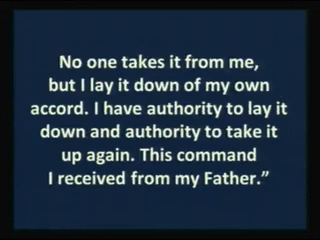 No one takes it from me,
but I lay it down of my own
accord. I have authority to lay it
down and authority to take it
up again. This command
I received from my Father.”